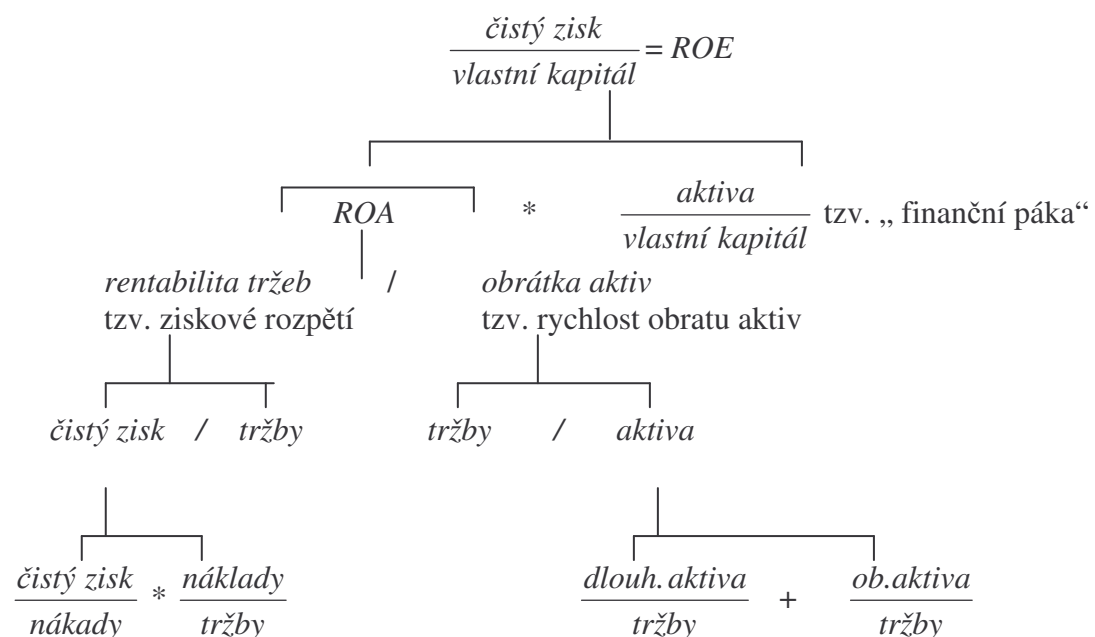 čistý zisk
vlastní kapitál
= ROE
ROA * aktiva
vlastní kapitál
tzv. „ finanční páka“
rentabilita tržeb / obrátka aktiv
tzv. ziskové rozpětí tzv. rychlost obratu aktiv
čistý zisk / tržby tržby / aktiva
čistý zisk * náklady dlouh. aktiva + ob.aktiva
nákady tržby tržby tržby